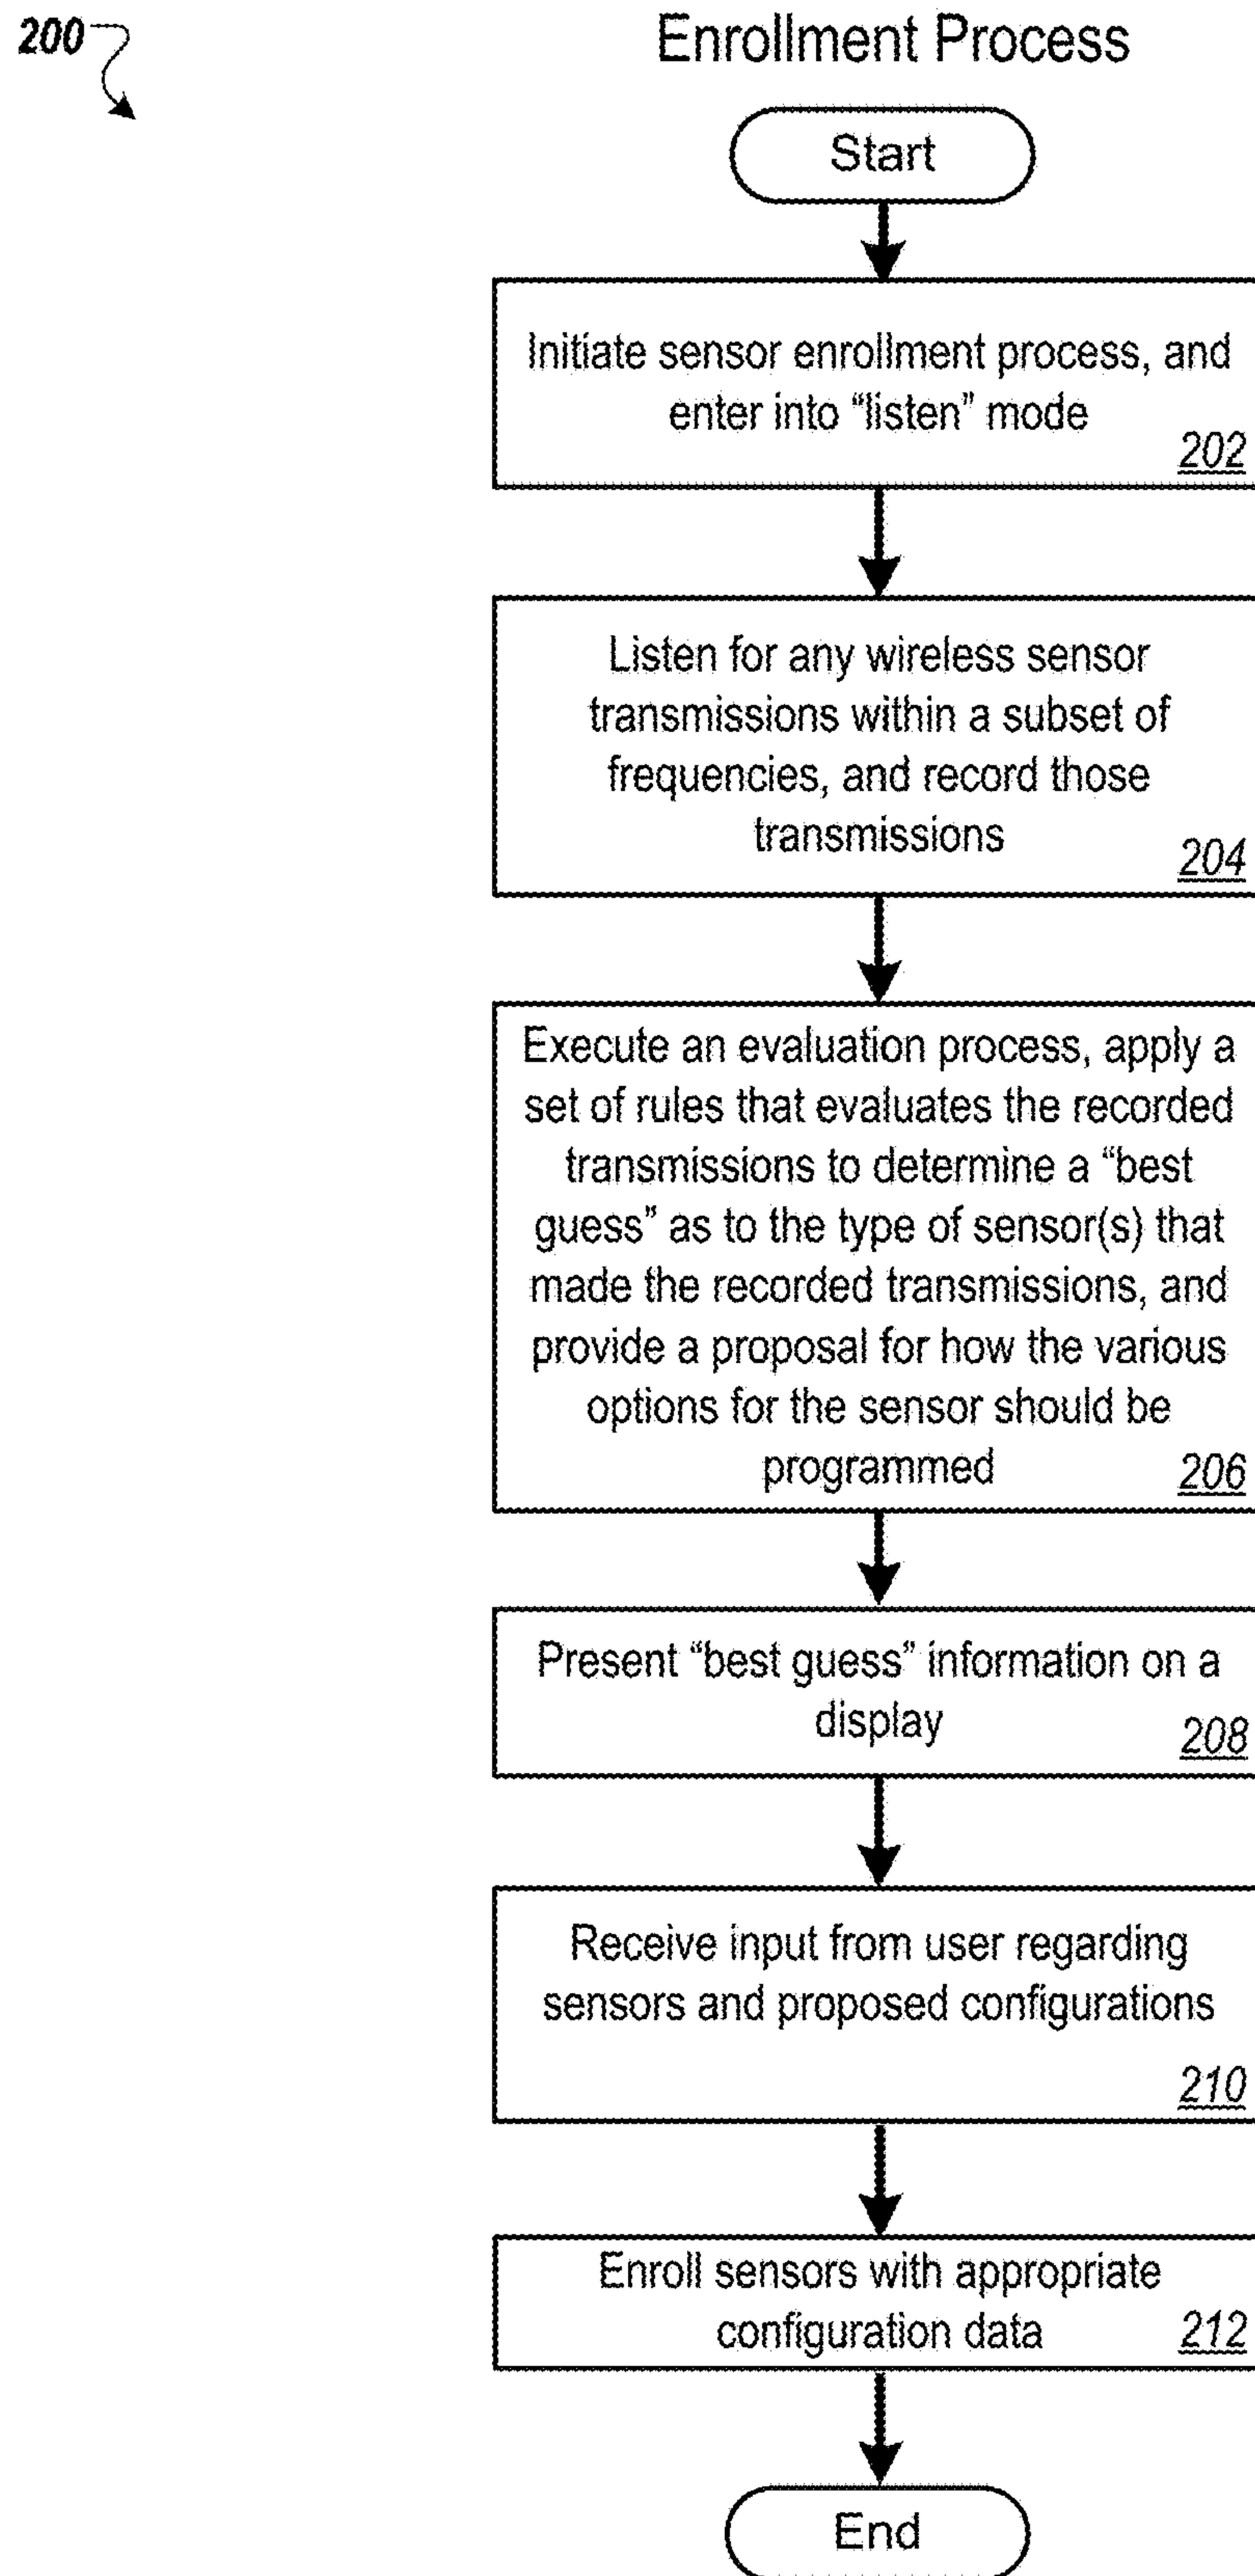 200
Enrollment Process
Start
Initiate sensor enrollment process, and
enter into “listen” mode
202
Listen for any wireless sensor
transmissions within a subset of
frequencies, and record those
transmissions
204
Execute an evaluation process, apply a
set of rules that evaluates the recorded
transmissions to determine a “best
guess” as to the type of sensor(s) that
made the recorded transmissions, and
provide a proposal for how the various
options for the sensor should be
programmed
206
Present “best guess” information on a
display
208
Receive input from user regarding
sensors and proposed configurations
210
Enroll sensors with appropriate
configuration data
212
End